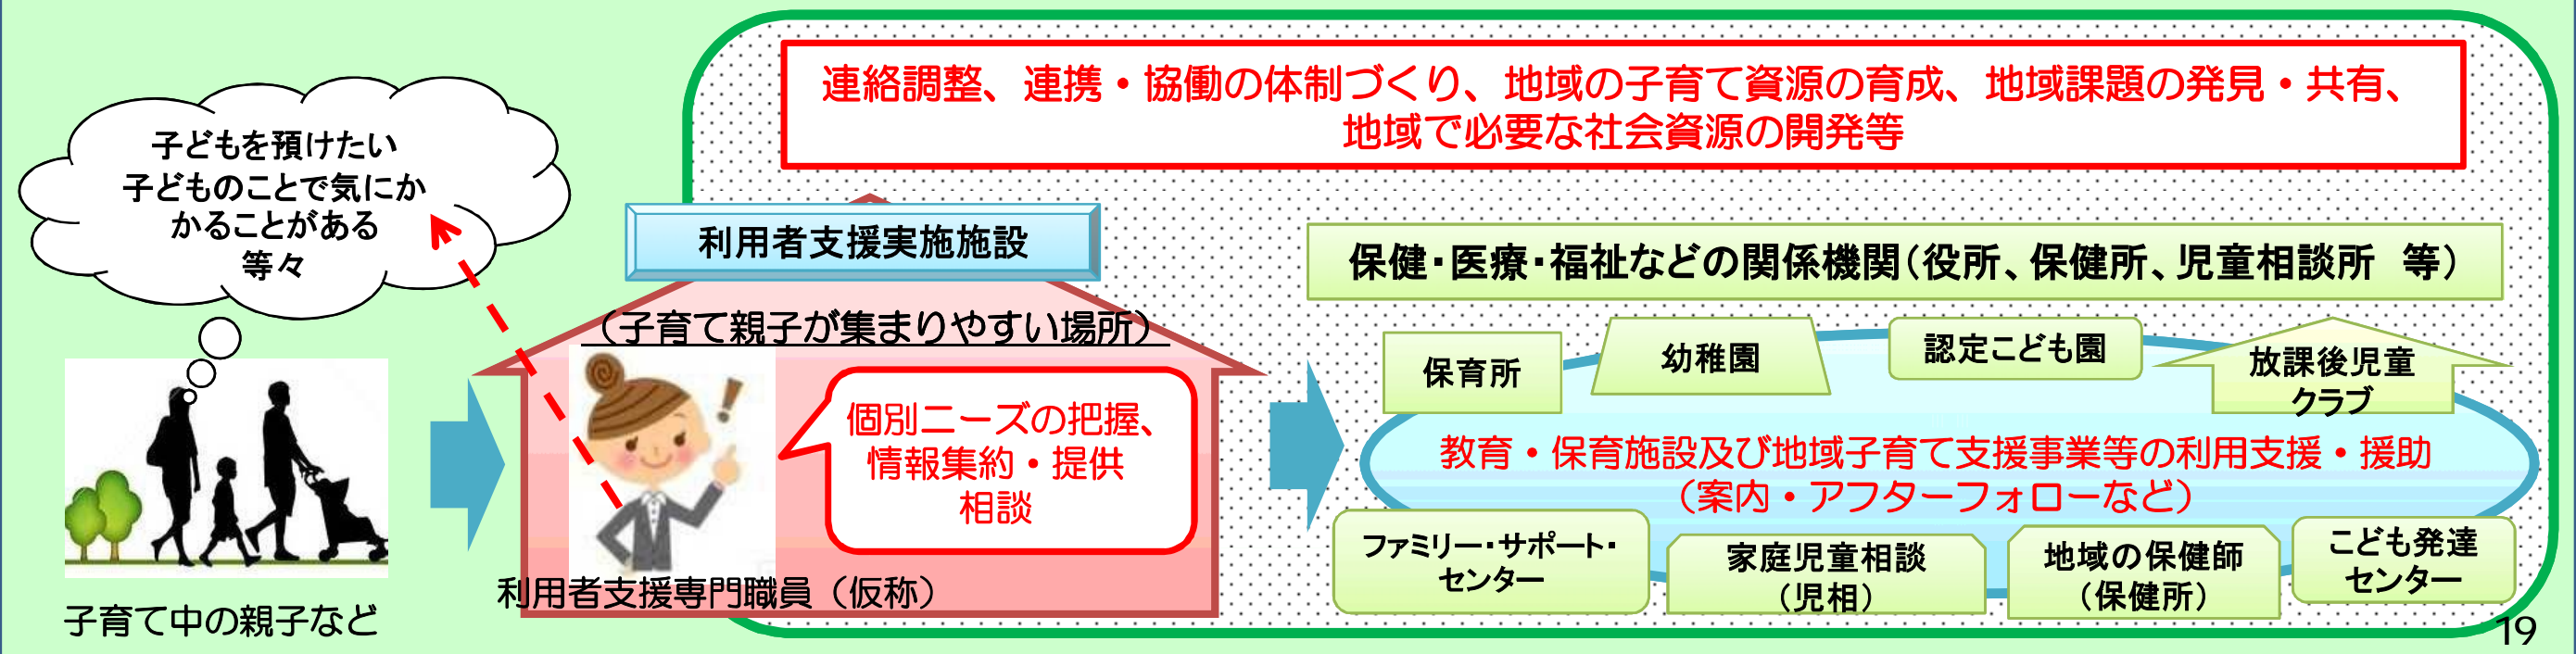 連絡調整、連携・協働の体制づくり、地域の子育て資源の育成、地域課題の発見・共有、
地域で必要な社会資源の開発等
子どもを預けたい
子どものことで気にか
かることがある
等々
子育て中の親子など
利用者支援実施施設
（子育て親子が集まりやすい場所）
個別ニーズの把握、
情報集約・提供
相談
利用者支援専門職員（仮称）
保健・医療・福祉などの関係機関（役所、保健所、児童相談所　等）
保育所
幼稚園
認定こども園
放課後児童
クラブ
教育・保育施設及び地域子育て支援事業等の利用支援・援助
（案内・アフターフォローなど）
ファミリー・サポート・
センター
家庭児童相談
（児相）
地域の保健師
（保健所）
こども発達
センター
19